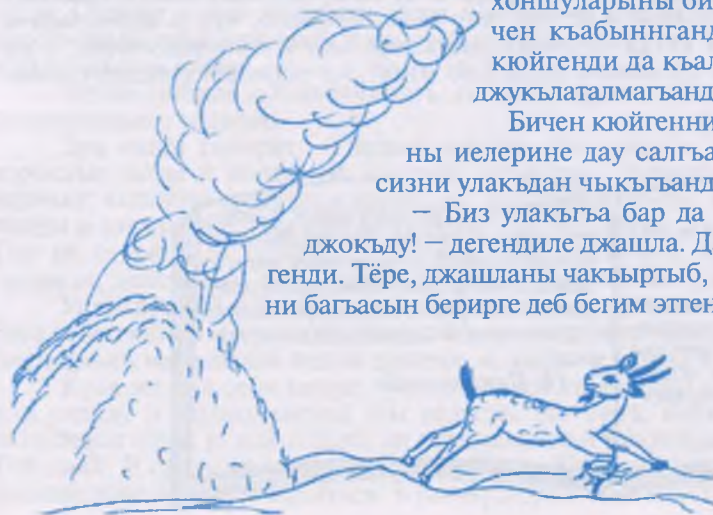 хоншуларыны би
чен къабыннганд
кюйгенди да къал
джукълаталмагъанд
Бичен кюйгенни
ны иелерине дау салгъа
сизни улакъдан чыкъганд
— Биз улакъгъа бар да
джокъду! — дегендиле джашла. Д
генди. Тёре, джашланы чакъыртыб,
ни багъасын берирге деб бегим этген